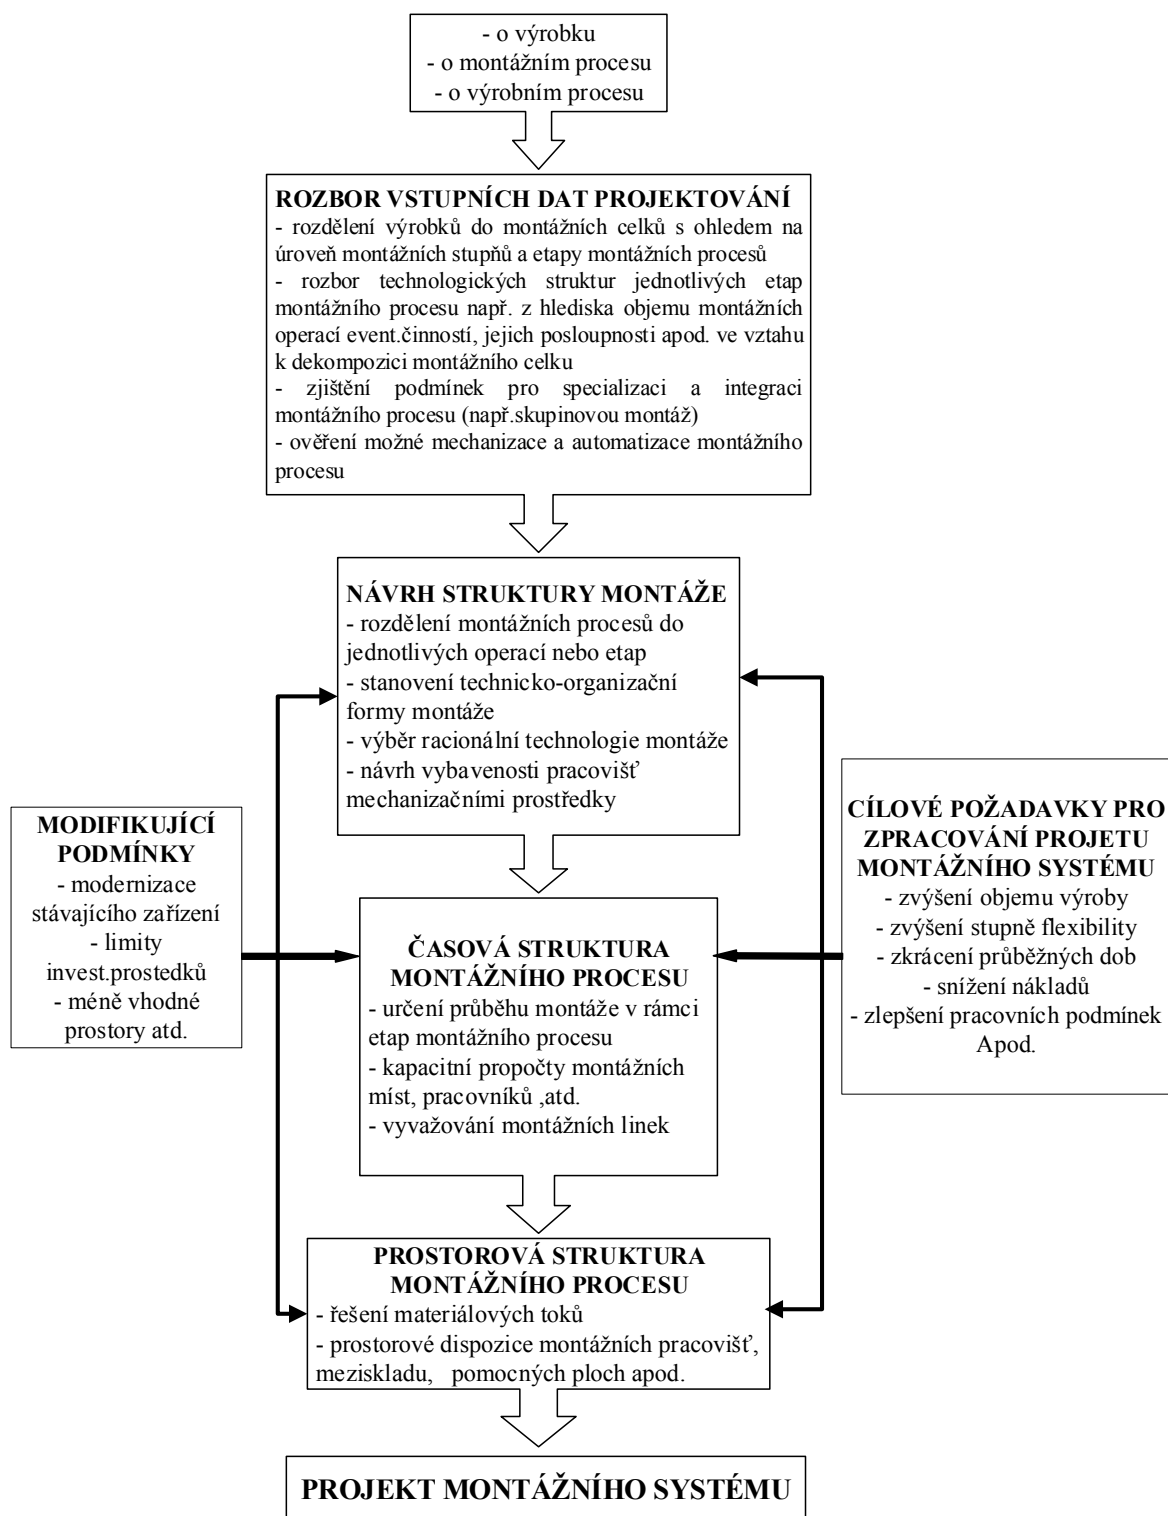 - o výrobku
- o montážním procesu
- o výrobním procesu
ROZBOR VSTUPNÍCH DAT PROJEKTOVÁNÍ
- rozdělení výrobků do montážních celků s ohledem na
úroveň montážních stupňů a etapy montážních procesů
- rozbor technologických struktur jednotlivých etap
montážního procesu např. z hlediska objemu montážních
operací event.činností, jejich posloupnosti apod. ve vztahu
k dekompozici montážního celku
- zjištění podmínek pro specializaci a integraci
montážního procesu (např.skupinovou montáž)
- ověření možné mechanizace a automatizace montážního
procesu
NÁVRH STRUKTURY MONTÁŽE
- rozdělení montážních procesů do
jednotlivých operací nebo etap
- stanovení technicko-organizační
formy montáže
- výběr racionální technologie montáže
- návrh vybavenosti pracovišť
mechanizačními prostředky
MODIFIKUJÍCÍ
PODMÍNKY
- modernizace
stávajícího zařízení
- limity
invest.prostedků
- méně vhodné
prostory atd.
CÍLOVÉ POŽADAVKY PRO
ZPRACOVÁNÍ PROJETU
MONTÁŽNÍHO SYSTÉMU
- zvýšení objemu výroby
- zvýšení stupně flexibility
- zkrácení průběžných dob
- snížení nákladů
- zlepšení pracovních podmínek
Apod.
ČASOVÁ STRUKTURA
MONTÁŽNÍHO PROCESU
- určení průběhu montáže v rámci
etap montážního procesu
- kapacitní propočty montážních
míst, pracovníků ,atd.
- vyvažování montážních linek
PROSTOROVÁ STRUKTURA
MONTÁŽNÍHO PROCESU
- řešení materiálových toků
- prostorové dispozice montážních pracovišť,
meziskladu, pomocných ploch apod.
PROJEKT MONTÁŽNÍHO SYSTÉMU